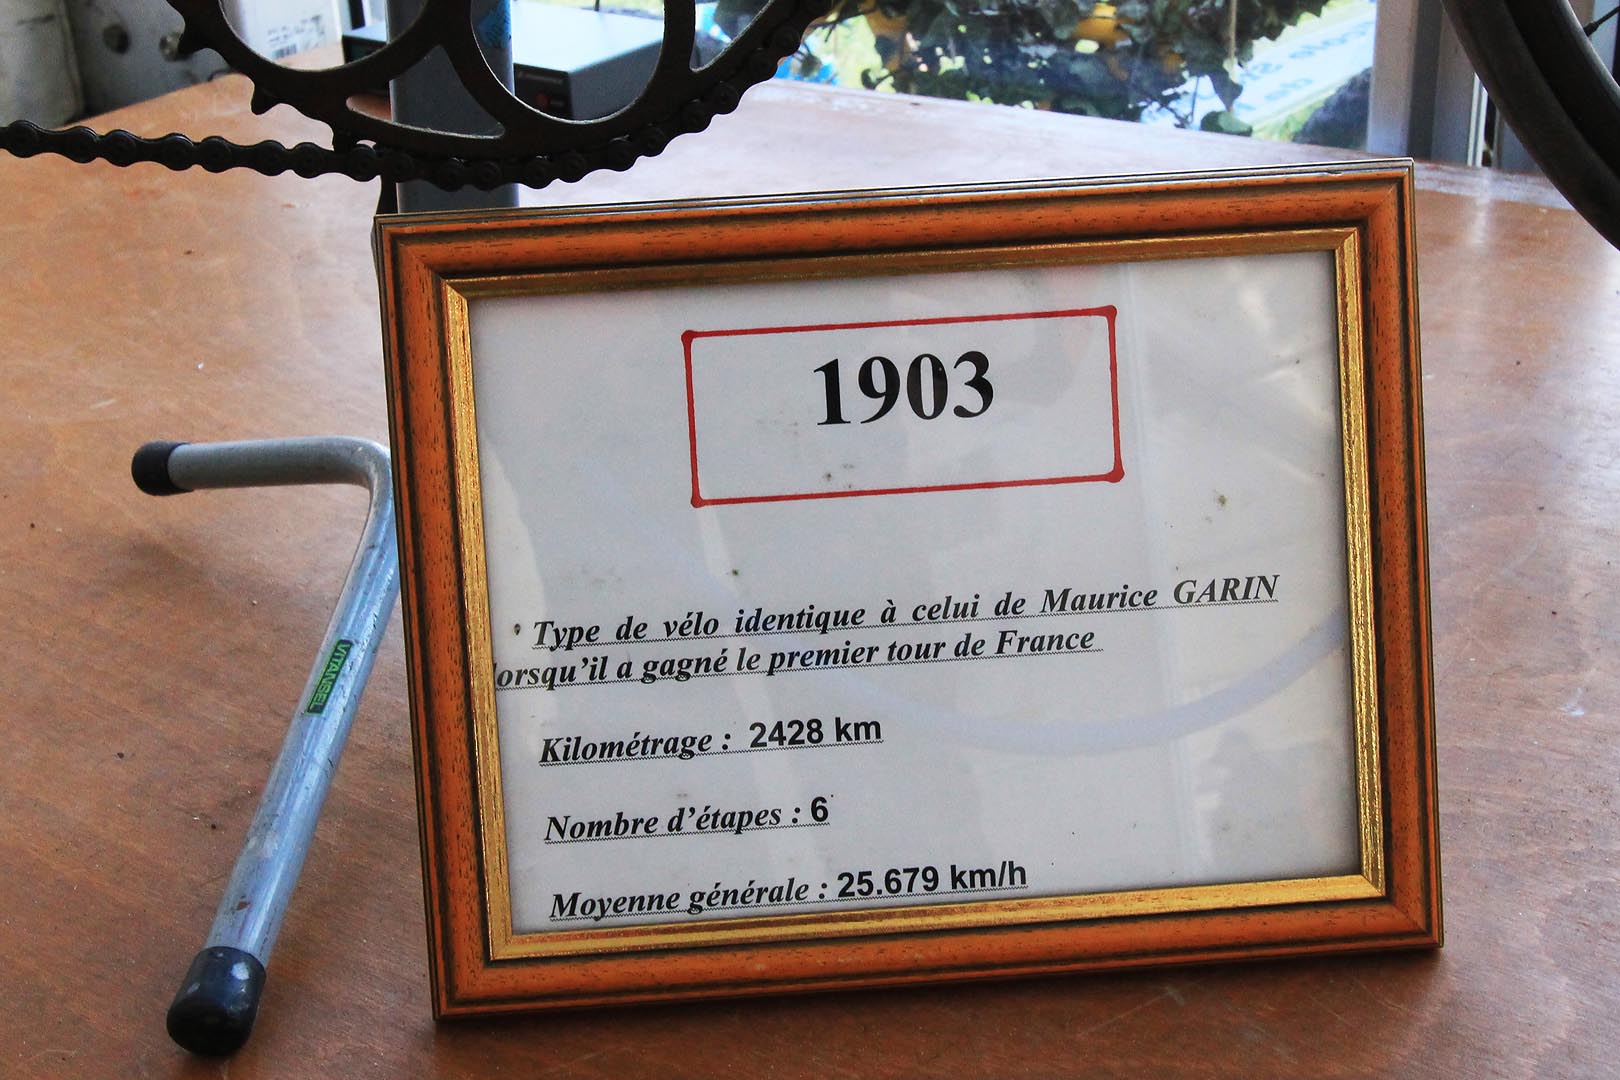 1903
Type de vélo identique à celui de Maurice GARIN
lorsqu'il a gagné le premier tour de France
Kilométrage : 2428 km
Nombre d'étapes : 6
Moyenne générale : 25.679 km/h
VITANSEL